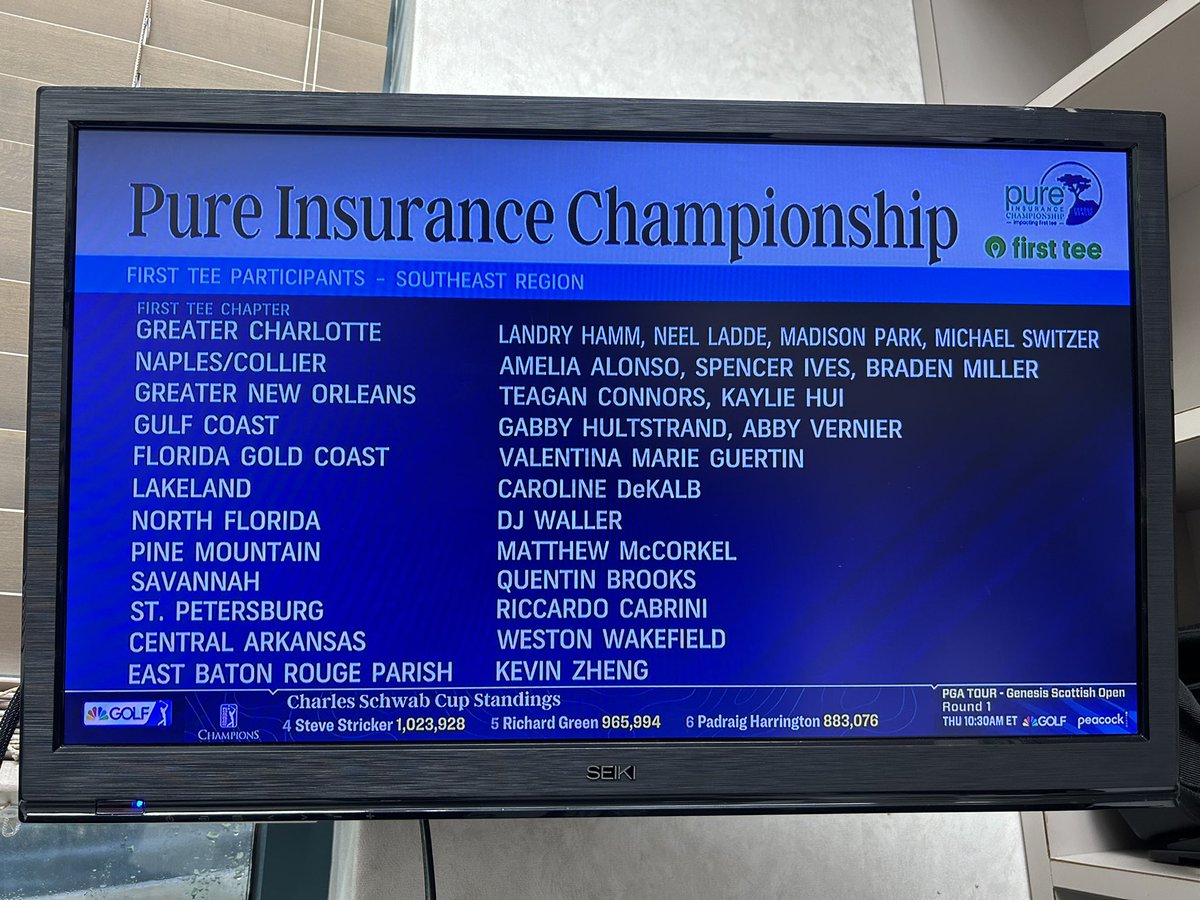 Pure Insurance Championship
pure
INSURANCE
CHAMPIONSHIP
impacting first tee
first tee
FIRST TEE PARTICIPANTS - SOUTHEAST REGION
FIRST TEE CHAPTER
GREATER CHARLOTTE LANDRY HAMM, NEEL LADDE, MADISON PARK, MICHAEL SWITZER
NAPLES/COLLIER AMELIA ALONSO, SPENCER IVES, BRADEN MILLER
GREATER NEW ORLEANS TEAGAN CONNORS, KAYLIE HUI
GULF COAST GABBY HULTSTRAND, ABBY VERNIER
FLORIDA GOLD COAST VALENTINA MARIE GUERTIN
LAKELAND CAROLINE DeKALB
NORTH FLORIDA DJ WALLER
PINE MOUNTAIN MATTHEW McCORKEL
SAVANNAH QUENTIN BROOKS
ST. PETERSBURG RICCARDO CABRINI
CENTRAL ARKANSAS WESTON WAKEFIELD
EAST BATON ROUGE PARISH KEVIN ZHENG
GOLF
CHAMPIONS
Charles Schwab Cup Standings
4 Steve Stricker 1,023,928 5 Richard Green 965,994 6 Padraig Harrington 883,076
PGA TOUR - Genesis Scottish Open
Round 1
THU 10:30AM ET GOLF peacock
SEIKI